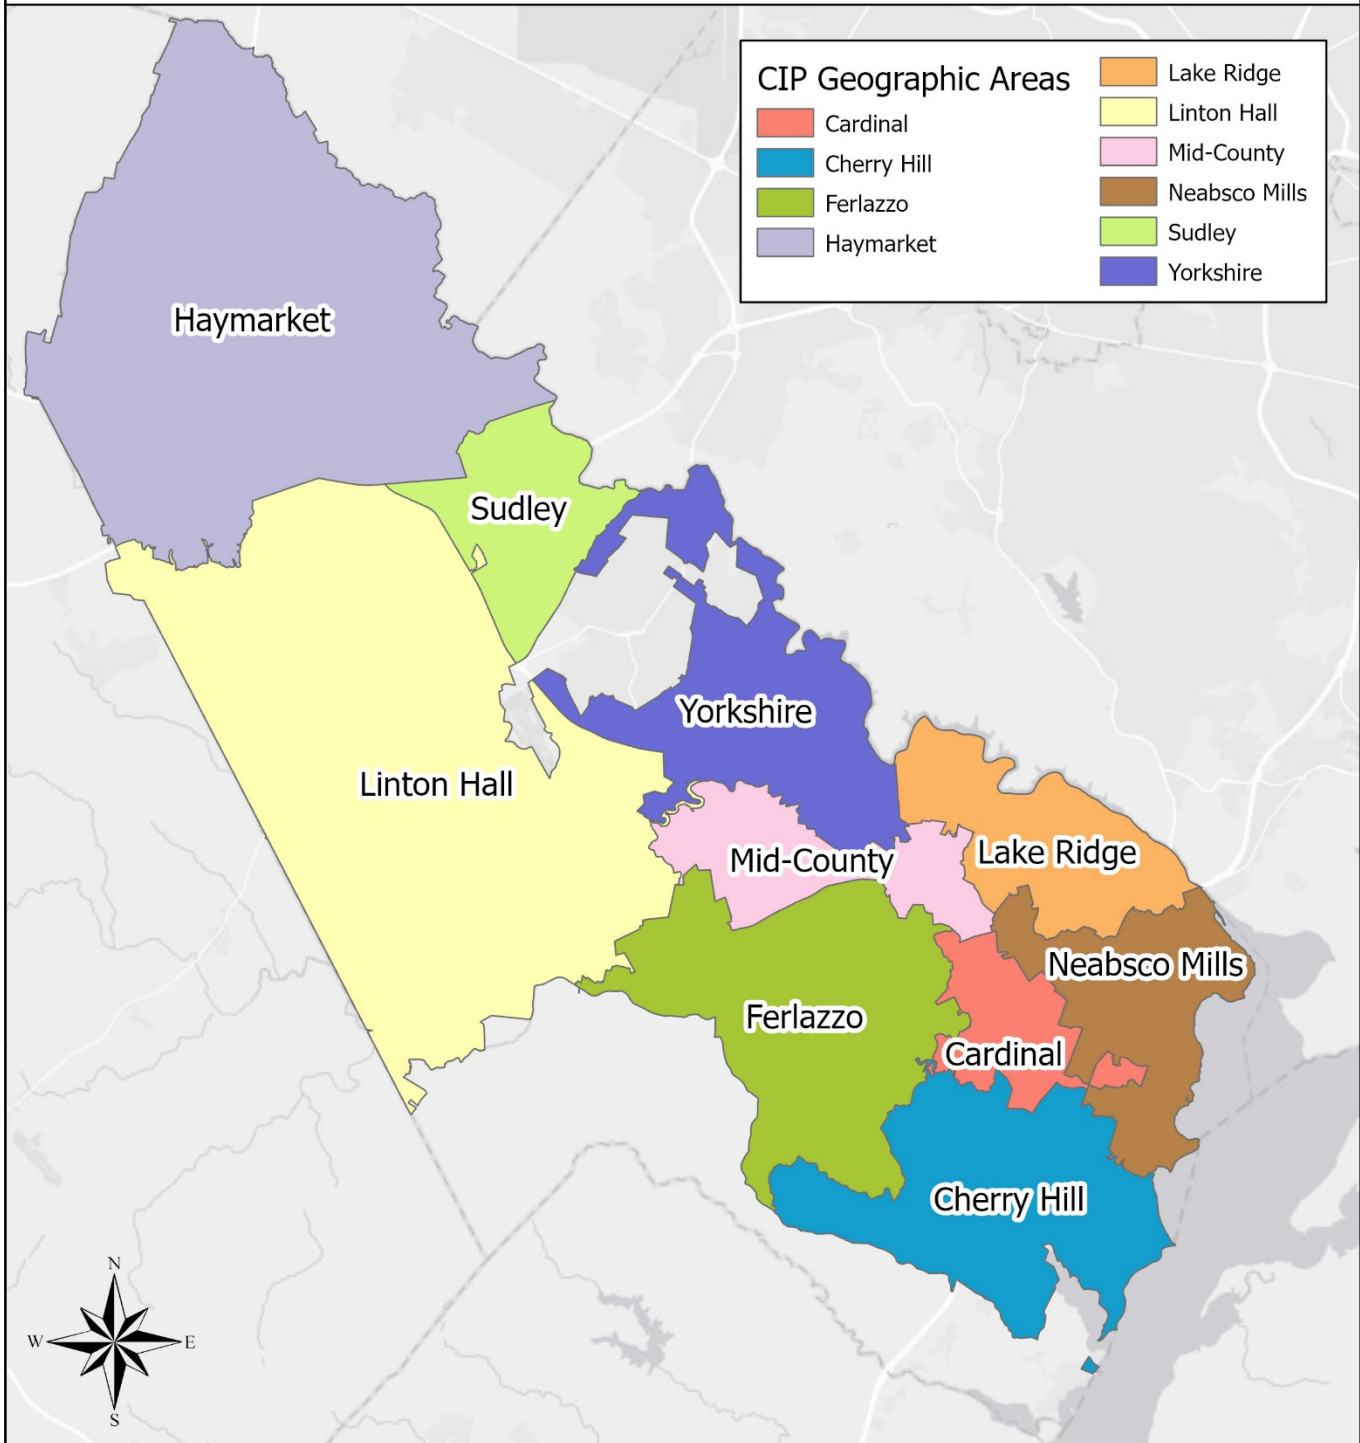 CIP Geographic Areas
Cardinal
Cherry Hill
Ferlazzo
Haymarket
Lake Ridge
Linton Hall
Mid-County
Neabsco Mills
Sudley
Yorkshire
Haymarket
Sudley
Yorkshire
Linton Hall
Mid-County
Lake Ridge
Neabsco Mills
Ferlazzo
Cardinal
Cherry Hill
N
W
E
S